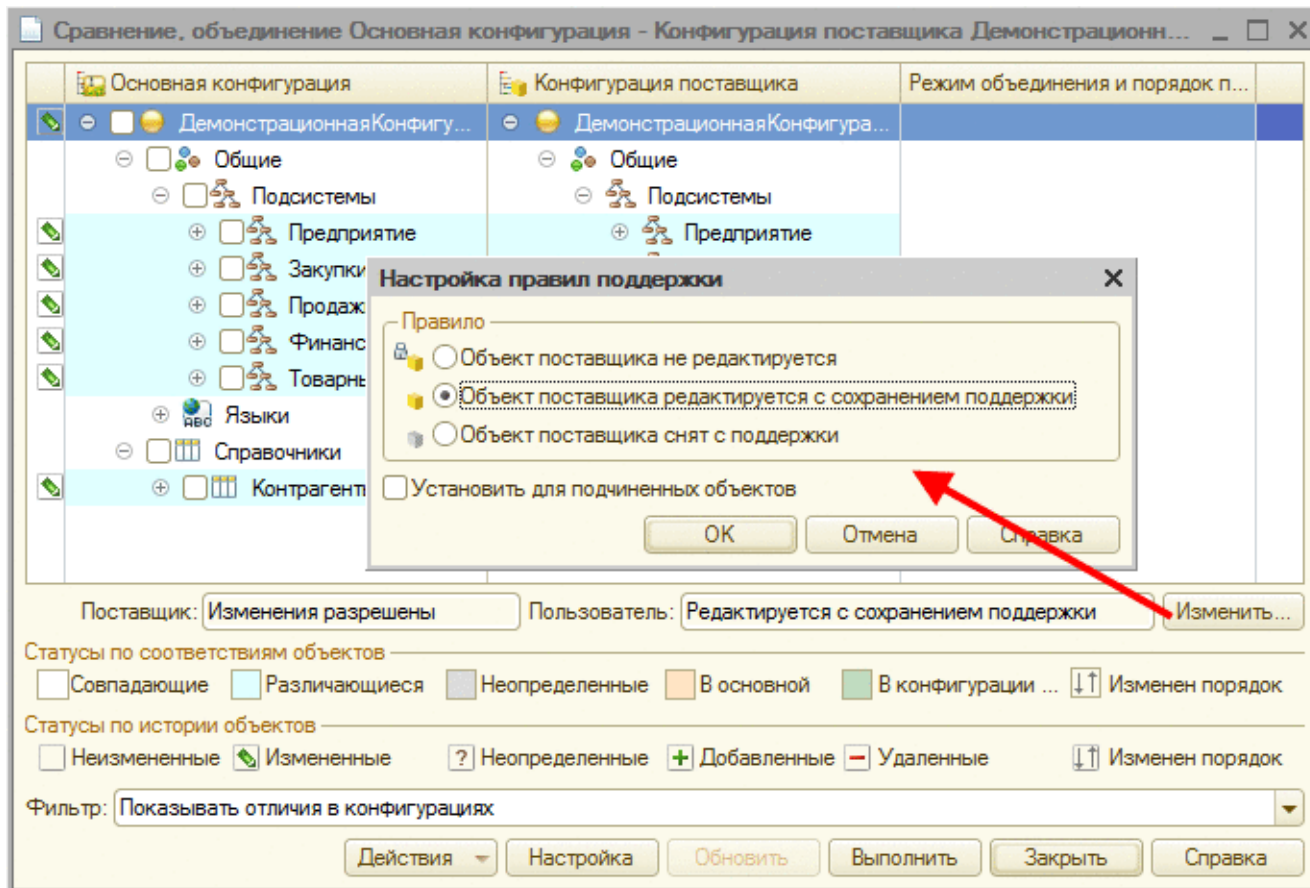 Сравнение, объединение Основная конфигурация - Конфигурация поставщика Демонстрационн...
Основная конфигурация Конфигурация поставщика Режим объединения и порядок п...
ДемонстрационнаяКонфигу... ДемонстрационнаяКонфигура...
Общие Общие
Подсистемы Подсистемы
Предприятие Предприятие
Закупки
Настройка правил поддержки
Продаж
Правило
Финанс
Объект поставщика не редактируется
Товарн
Объект поставщика редактируется с сохранением поддержки
ABC Языки
Объект поставщика снят с поддержки
Справочники
Контрагент
Установить для подчиненных объектов
ОК Отмена Справка
Поставщик: Изменения разрешены Пользователь: Редактируется с сохранением поддержки Изменить...
Статусы по соответствиям объектов
Совпадающие Различающиеся Неопределенные В основной В конфигурации ... Изменен порядок
Статусы по истории объектов
Неизмененные Измененные ? Неопределенные Добавленные Удаленные Изменен порядок
Фильтр: Показывать отличия в конфигурациях
Действия Настройка Обновить Выполнить Закрыть Справка